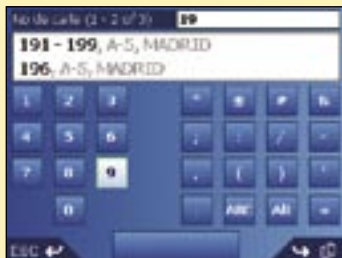 No de calle (1 - 2 of 3) 19
191 - 199, A-5, MADRID
196, A-5, MADRID
1 2 3
4 5 6 ; : / -
7 8 9 . ( ) '
0 ABC =
ESC